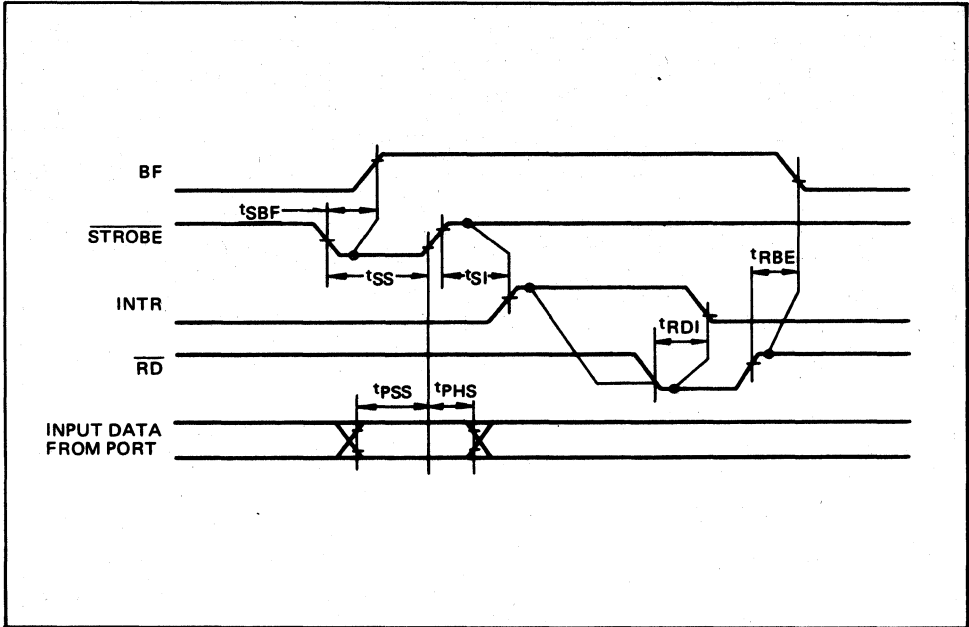 BF
tSBF
STROBE
tSS
tSI
tRBE
INTR
tRDI
RD
tPSS
tPHS
INPUT DATA
FROM PORT